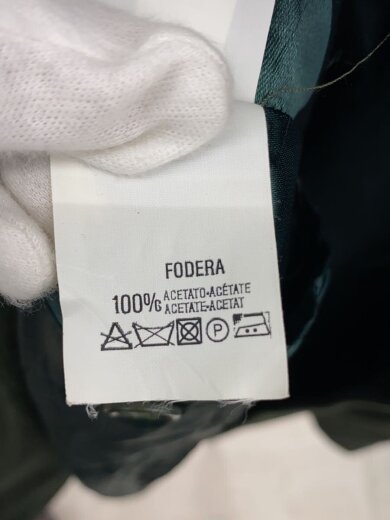 FODERA
100% ACETATO-ACÉTATE
ACETATE-ACETAT
P